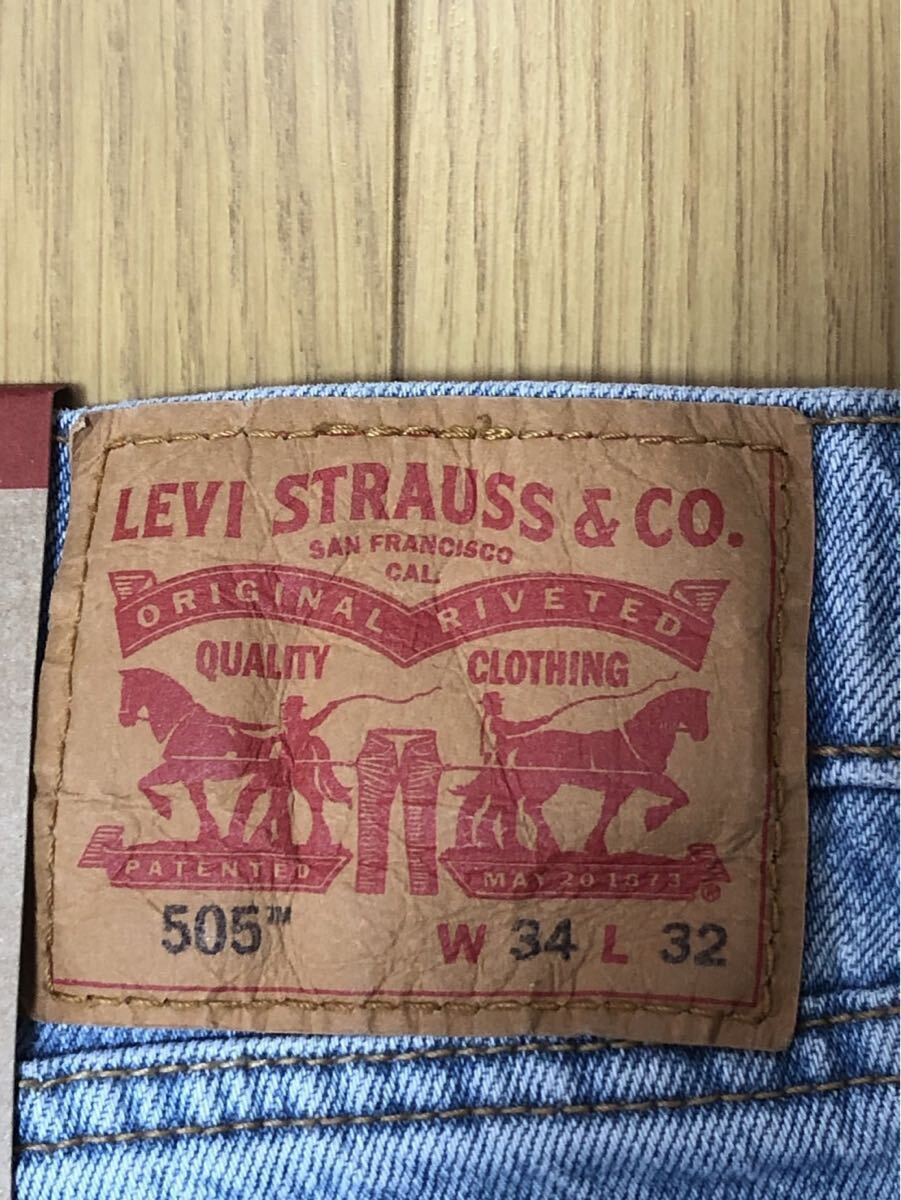 LEVI STRAUSS & CO.
SAN FRANCISCO
CAL.
ORIGINAL RIVETED
QUALITY CLOTHING
PATENTED MAY 20 1873 ®
505™ W 34 L 32